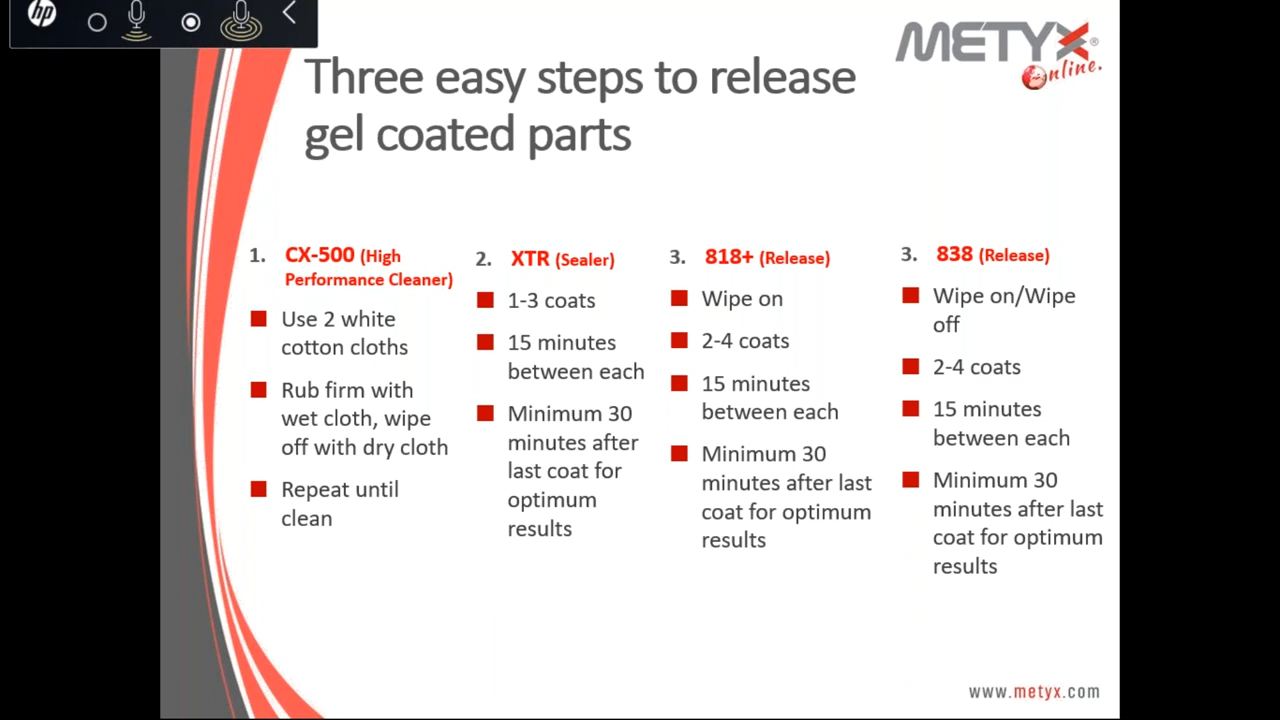 hp
METYX®
Online.
Three easy steps to release
gel coated parts
1. CX-500 (High
Performance Cleaner)
Use 2 white
cotton cloths
Rub firm with
wet cloth, wipe
off with dry cloth
Repeat until
clean
2. XTR (Sealer)
1-3 coats
15 minutes
between each
Minimum 30
minutes after
last coat for
optimum
results
3. 818+ (Release)
Wipe on
2-4 coats
15 minutes
between each
Minimum 30
minutes after last
coat for optimum
results
3. 838 (Release)
Wipe on/Wipe
off
2-4 coats
15 minutes
between each
Minimum 30
minutes after last
coat for optimum
results
www.metyx.com